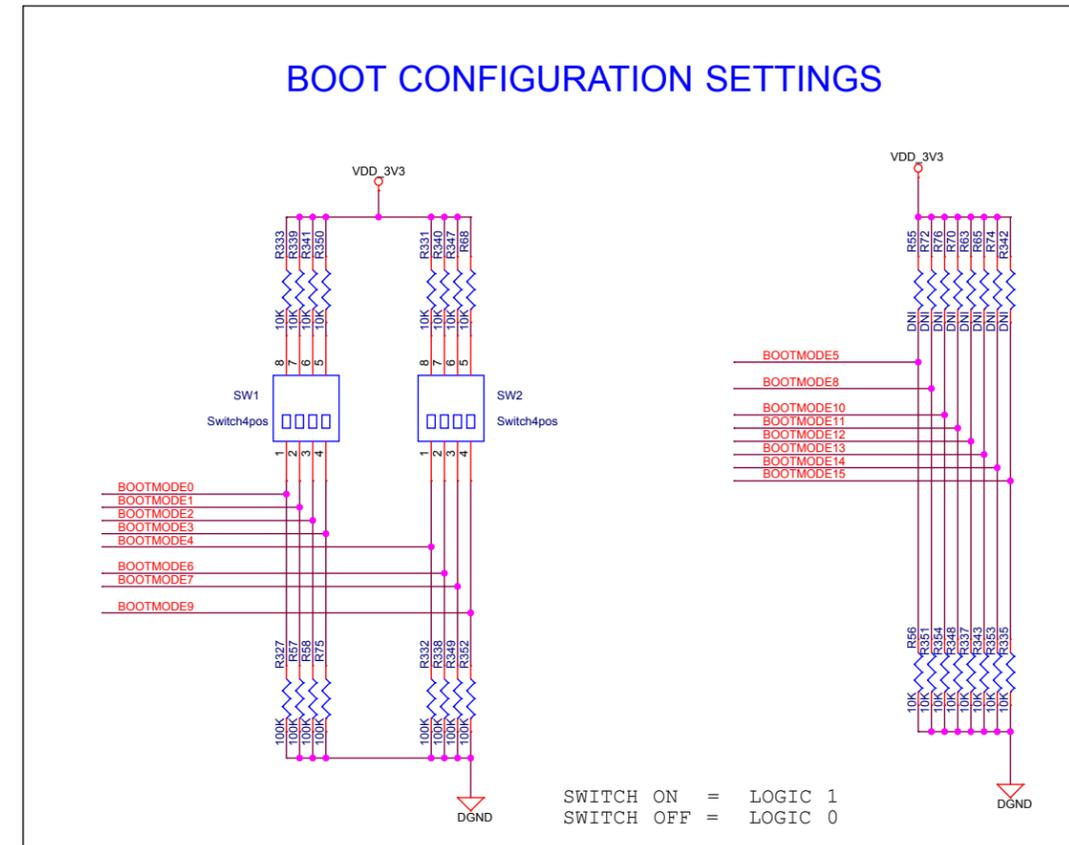 BOOT CONFIGURATION SETTINGS
VDD_3V3
VDD_3V3
R333
R339
R341
R350
R331
R340
R347
R68
R55
R72
R76
R70
R63
R65
R74
R342
10K
10K
10K
10K
10K
10K
10K
10K
DNI
DNI
DNI
DNI
DNI
DNI
DNI
DNI
8
7
6
5
8
7
6
5
SW1
Switch4pos
SW2
Switch4pos
1
2
3
4
1
2
3
4
BOOTMODE0
BOOTMODE1
BOOTMODE2
BOOTMODE3
BOOTMODE4
BOOTMODE6
BOOTMODE7
BOOTMODE9
BOOTMODE5
BOOTMODE8
BOOTMODE10
BOOTMODE11
BOOTMODE12
BOOTMODE13
BOOTMODE14
BOOTMODE15
R327
R57
R58
R75
R332
R338
R349
R352
R56
R351
R354
R348
R337
R343
R353
R335
100K
100K
100K
100K
100K
100K
100K
100K
10K
10K
10K
10K
10K
10K
10K
10K
DGND
DGND
SWITCH ON = LOGIC 1
SWITCH OFF = LOGIC 0